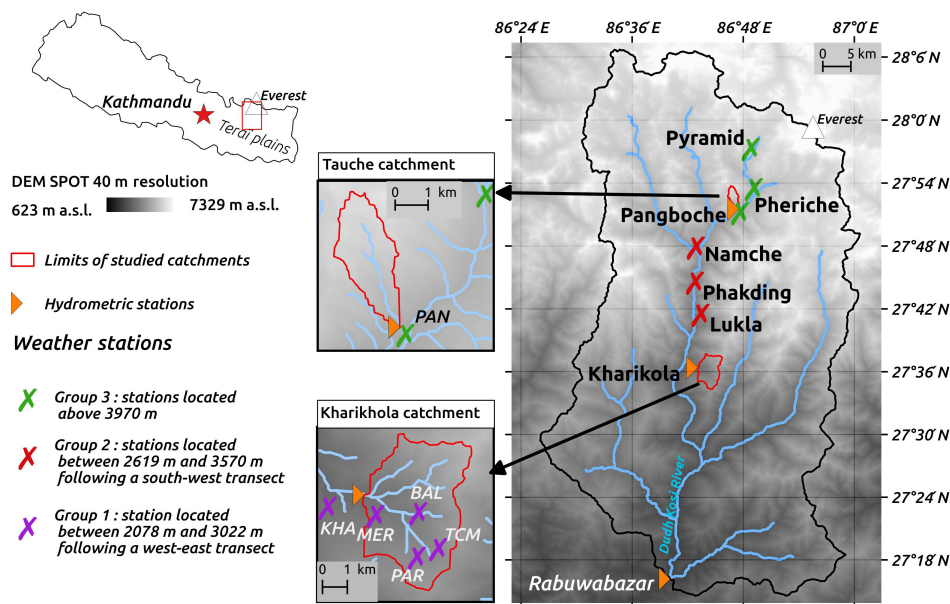 Kathmandu
Everest
Terai plains
DEM SPOT 40 m resolution
623 m a.s.l.
7329 m a.s.l.
Limits of studied catchments
Hydrometric stations
Weather stations
Group 3 : stations located
above 3970 m
Group 2 : stations located
between 2619 m and 3570 m
following a south-west transect
Group 1 : station located
between 2078 m and 3022 m
following a west-east transect
Tauche catchment
0 1 km
PAN
Kharikhola catchment
BAL
KHA
MER
TCM
PAR
0 1 km
86°24´E
86°36´E
86°48´E
87°0´E
0 5 km
28°6´N
28°0´N
27°54´N
27°48´N
27°42´N
27°36´N
27°30´N
27°24´N
27°18´N
Everest
Pyramid
Pheriche
Pangboche
Namche
Phakding
Lukla
Kharikola
Dudh Kosi River
Rabuwabazar